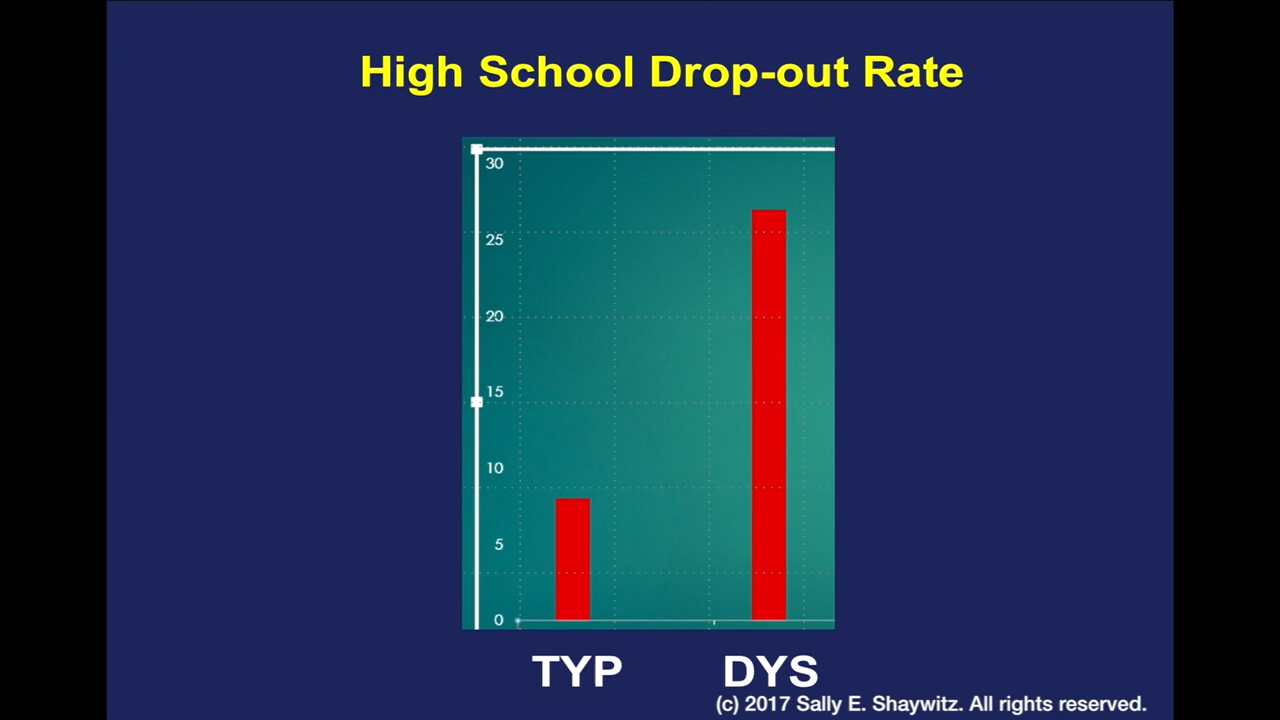 High School Drop-out Rate
30
25
20
15
10
5
0
TYP DYS
(c) 2017 Sally E. Shaywitz. All rights reserved.